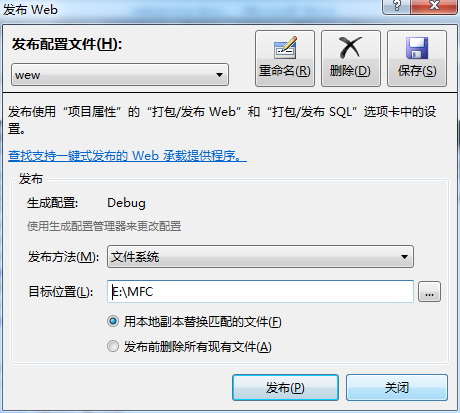 发布 Web
发布配置文件(H):
wew
重命名(R)
删除(D)
保存(S)
发布使用“项目属性”的“打包/发布 Web”和“打包/发布 SQL”选项卡中的设
置。
查找支持一键式发布的 Web 承载提供程序。
发布
生成配置: Debug
使用生成配置管理器来更改配置
发布方法(M): 文件系统
目标位置(L): E:\MFC ...
用本地副本替换匹配的文件(F)
发布前删除所有现有文件(A)
发布(P)
关闭